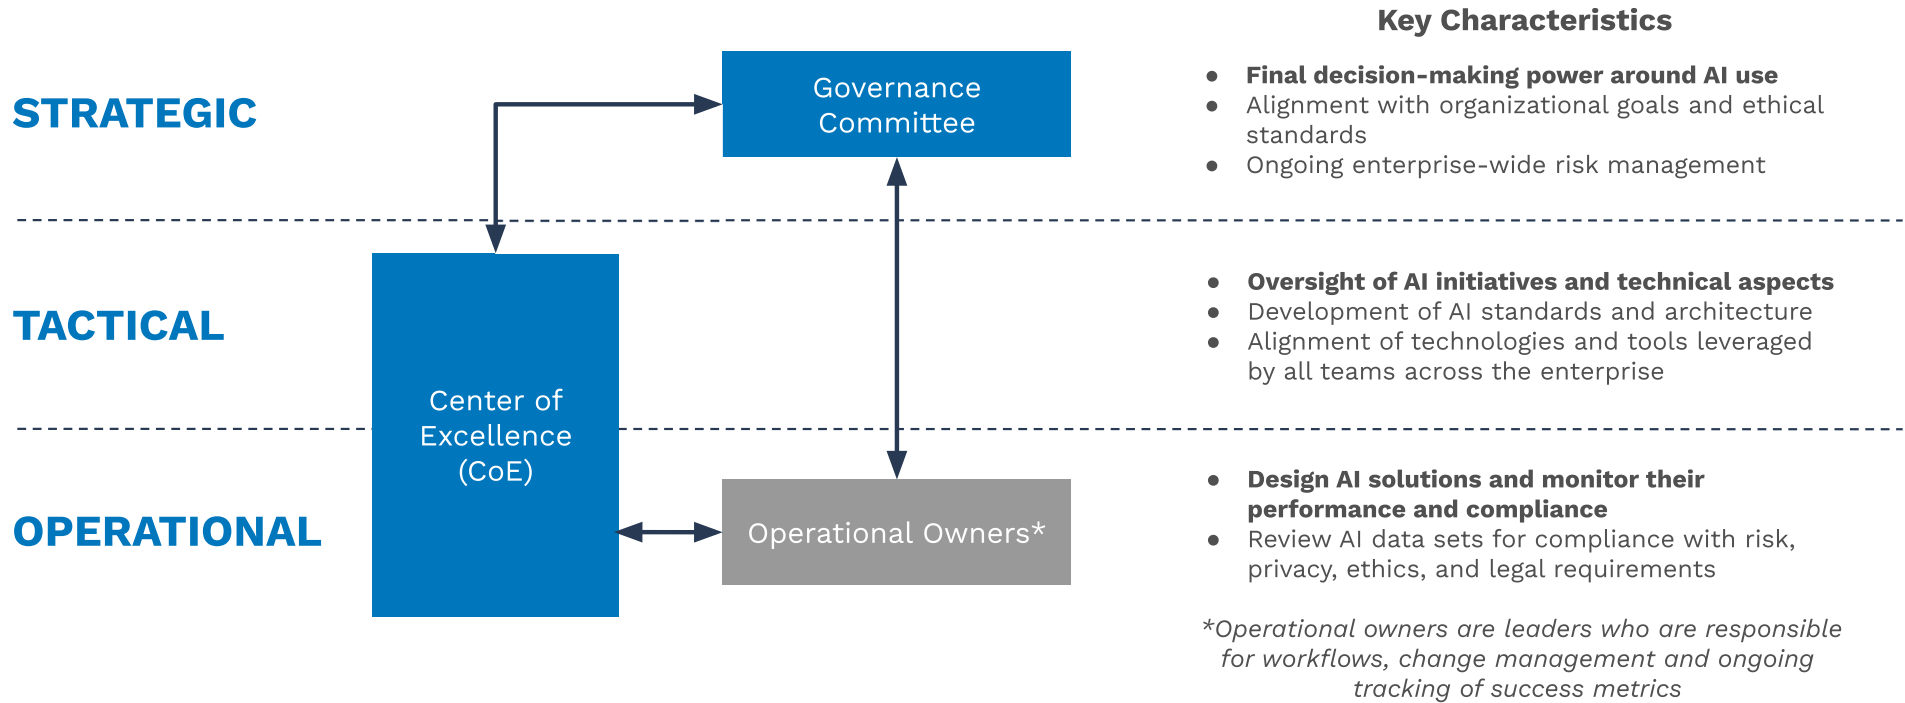 Key Characteristics
STRATEGIC
Governance
Committee
● Final decision-making power around AI use
● Alignment with organizational goals and ethical
standards
● Ongoing enterprise-wide risk management
TACTICAL
● Oversight of AI initiatives and technical aspects
● Development of AI standards and architecture
● Alignment of technologies and tools leveraged
by all teams across the enterprise
Center of
Excellence
(CoE)
OPERATIONAL
Operational Owners*
● Design AI solutions and monitor their
performance and compliance
● Review AI data sets for compliance with risk,
privacy, ethics, and legal requirements
*Operational owners are leaders who are responsible
for workflows, change management and ongoing
tracking of success metrics